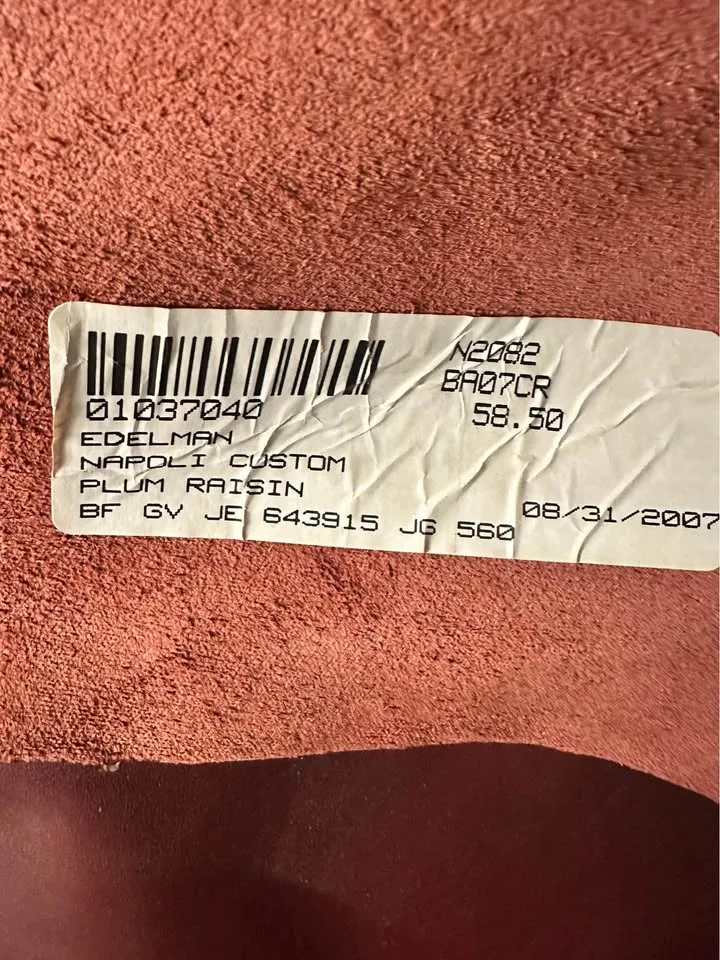 N2082
BA07CR
01037040
58.50
EDELMAN
NAPOLI CUSTOM
PLUM RAISIN
BF GV JE 643915 JG 560 08/31/2007